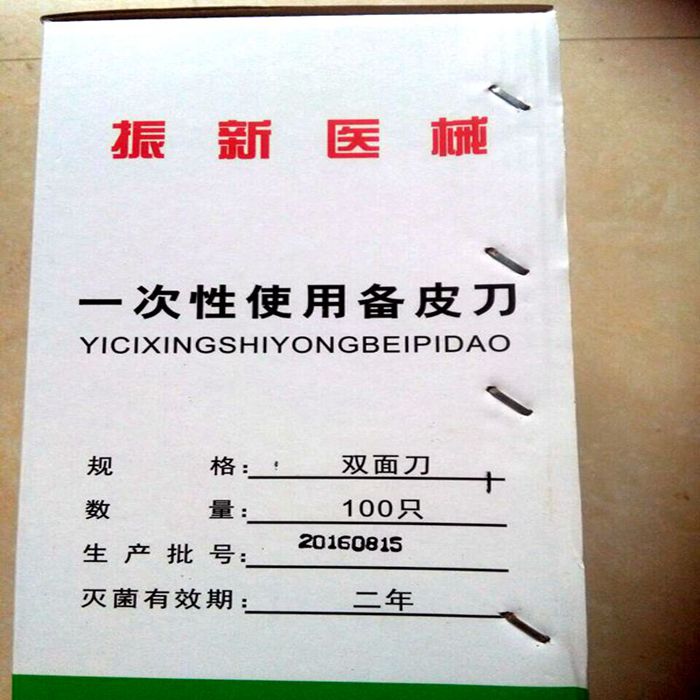 振新医械
一次性使用备皮刀
YICIXINGSHIYONGBEIPIDAO
规格：双面刀
数量：100只
生产批号：20160815
灭菌有效期：二年